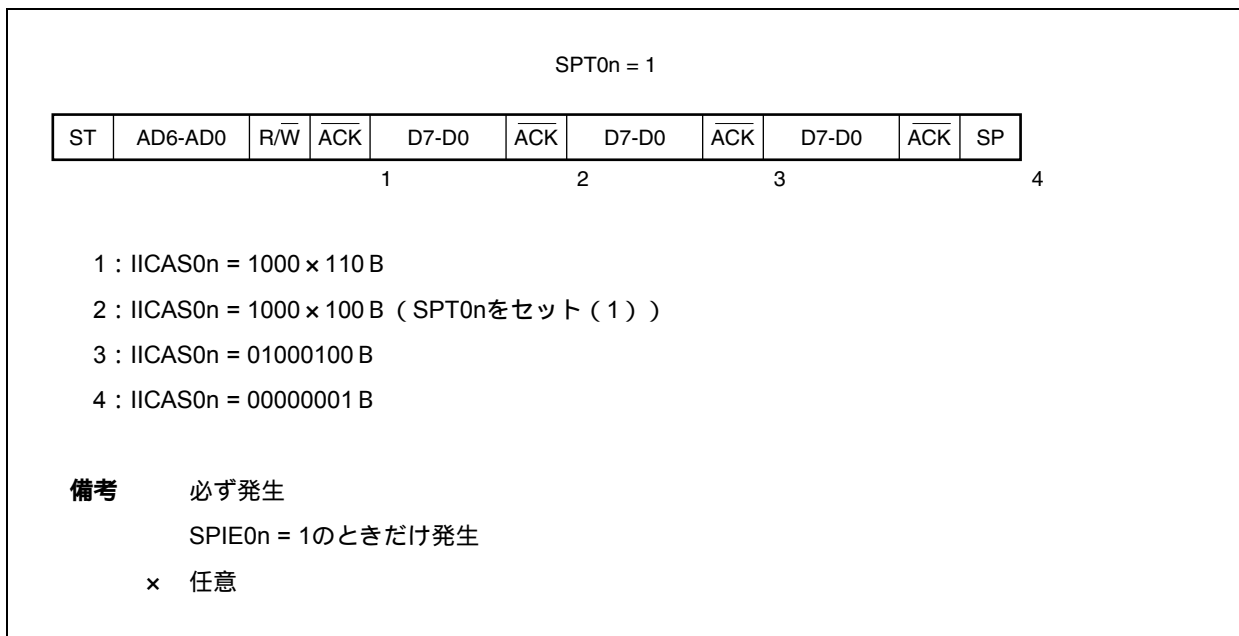 SPT0n = 1
ST AD6-AD0 R/W ACK D7-D0 ACK D7-D0 ACK D7-D0 ACK SP
1 2 3 4
1：IICAS0n = 1000×110 B
2：IICAS0n = 1000×100 B（SPT0nをセット（1））
3：IICAS0n = 01000100 B
4：IICAS0n = 00000001 B
備考 必ず発生
SPIE0n = 1のときだけ発生
× 任意